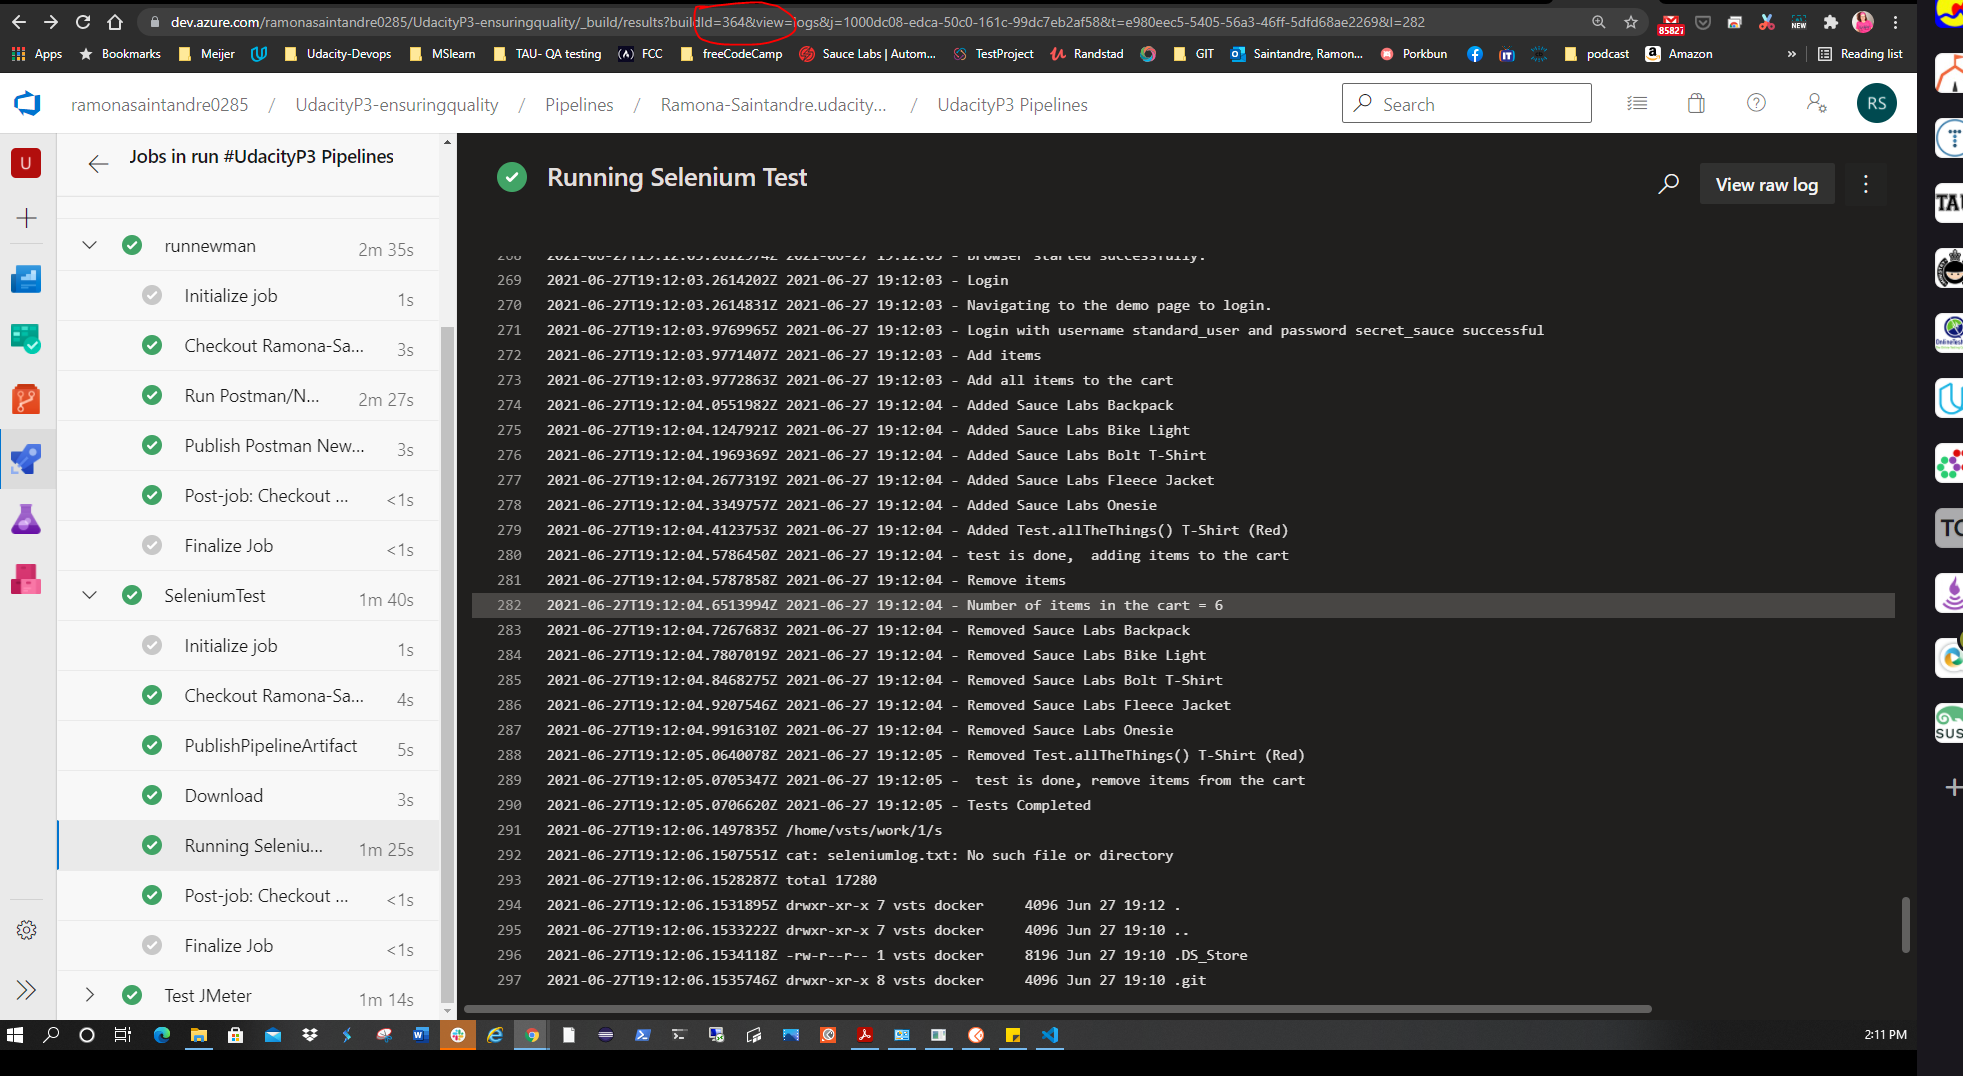 dev.azure.com/ramonasaintandre0285/UdacityP3-ensuringquality/_build/results?buildId=364&view=logs&j=1000dc08-edca-50c0-161c-99dc7eb2af58&t=e980eec5-5405-56a3-46ff-5dfd68ae2269&l=282
85827
NEW
Apps
Bookmarks
Meijer
Udacity-Devops
MSlearn
TAU- QA testing
FCC
freeCodeCamp
Sauce Labs | Autom...
TestProject
Randstad
GIT
Saintandre, Ramon...
Porkbun
podcast
Amazon
»
Reading list
ramonasaintandre0285 / UdacityP3-ensuringquality / Pipelines / Ramona-Saintandre.udacity... / UdacityP3 Pipelines
Search
RS
U
Jobs in run #UdacityP3 Pipelines
runnewman 2m 35s
Initialize job 1s
Checkout Ramona-Sa... 3s
Run Postman/N... 2m 27s
Publish Postman New... 3s
Post-job: Checkout ... <1s
Finalize Job <1s
SeleniumTest 1m 40s
Initialize job 1s
Checkout Ramona-Sa... 4s
PublishPipelineArtifact 5s
Download 3s
Running Seleniu... 1m 25s
Post-job: Checkout ... <1s
Finalize Job <1s
Test JMeter 1m 14s
Running Selenium Test
View raw log
268 2021-06-27T19:12:03.2612974Z 2021-06-27 19:12:03 - Browser started successfully.
269 2021-06-27T19:12:03.2614202Z 2021-06-27 19:12:03 - Login
270 2021-06-27T19:12:03.2614831Z 2021-06-27 19:12:03 - Navigating to the demo page to login.
271 2021-06-27T19:12:03.9769965Z 2021-06-27 19:12:03 - Login with username standard_user and password secret_sauce successful
272 2021-06-27T19:12:03.9771407Z 2021-06-27 19:12:03 - Add items
273 2021-06-27T19:12:03.9772863Z 2021-06-27 19:12:03 - Add all items to the cart
274 2021-06-27T19:12:04.0551982Z 2021-06-27 19:12:04 - Added Sauce Labs Backpack
275 2021-06-27T19:12:04.1247921Z 2021-06-27 19:12:04 - Added Sauce Labs Bike Light
276 2021-06-27T19:12:04.1969369Z 2021-06-27 19:12:04 - Added Sauce Labs Bolt T-Shirt
277 2021-06-27T19:12:04.2677319Z 2021-06-27 19:12:04 - Added Sauce Labs Fleece Jacket
278 2021-06-27T19:12:04.3349757Z 2021-06-27 19:12:04 - Added Sauce Labs Onesie
279 2021-06-27T19:12:04.4123753Z 2021-06-27 19:12:04 - Added Test.allTheThings() T-Shirt (Red)
280 2021-06-27T19:12:04.5786450Z 2021-06-27 19:12:04 - test is done,  adding items to the cart
281 2021-06-27T19:12:04.5787858Z 2021-06-27 19:12:04 - Remove items
282 2021-06-27T19:12:04.6513994Z 2021-06-27 19:12:04 - Number of items in the cart = 6
283 2021-06-27T19:12:04.7267683Z 2021-06-27 19:12:04 - Removed Sauce Labs Backpack
284 2021-06-27T19:12:04.7807019Z 2021-06-27 19:12:04 - Removed Sauce Labs Bike Light
285 2021-06-27T19:12:04.8468275Z 2021-06-27 19:12:04 - Removed Sauce Labs Bolt T-Shirt
286 2021-06-27T19:12:04.9207546Z 2021-06-27 19:12:04 - Removed Sauce Labs Fleece Jacket
287 2021-06-27T19:12:04.9916310Z 2021-06-27 19:12:04 - Removed Sauce Labs Onesie
288 2021-06-27T19:12:05.0640078Z 2021-06-27 19:12:05 - Removed Test.allTheThings() T-Shirt (Red)
289 2021-06-27T19:12:05.0705347Z 2021-06-27 19:12:05 -  test is done, remove items from the cart
290 2021-06-27T19:12:05.0706620Z 2021-06-27 19:12:05 - Tests Completed
291 2021-06-27T19:12:06.1497835Z /home/vsts/work/1/s
292 2021-06-27T19:12:06.1507551Z cat: seleniumlog.txt: No such file or directory
293 2021-06-27T19:12:06.1528287Z total 17280
294 2021-06-27T19:12:06.1531895Z drwxr-xr-x 7 vsts docker     4096 Jun 27 19:12 .
295 2021-06-27T19:12:06.1533222Z drwxr-xr-x 7 vsts docker     4096 Jun 27 19:10 ..
296 2021-06-27T19:12:06.1534118Z -rw-r--r-- 1 vsts docker     8196 Jun 27 19:10 .DS_Store
297 2021-06-27T19:12:06.1535746Z drwxr-xr-x 8 vsts docker     4096 Jun 27 19:10 .git
TAU
TC
SUS
2:11 PM